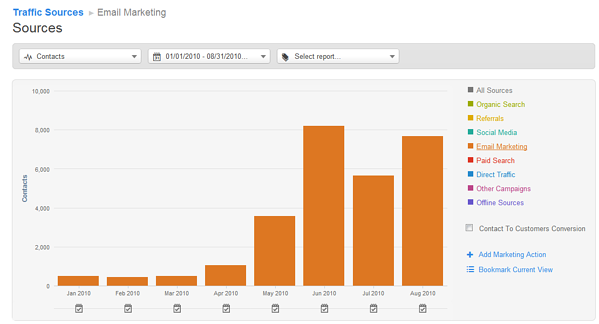 Traffic Sources » Email Marketing
Sources
Contacts
01/01/2010 - 08/31/2010...
Select report...
10,000
8,000
6,000
4,000
2,000
0
Contacts
Jan 2010
Feb 2010
Mar 2010
Apr 2010
May 2010
Jun 2010
Jul 2010
Aug 2010
All Sources
Organic Search
Referrals
Social Media
Email Marketing
Paid Search
Direct Traffic
Other Campaigns
Offline Sources
Contact To Customers Conversion
Add Marketing Action
Bookmark Current View